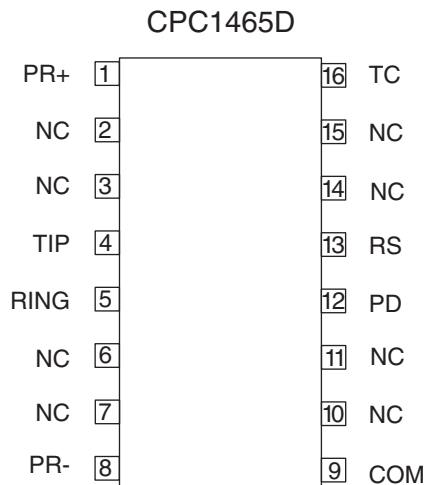 CPC1465D
PR+ 1 16 TC
NC 2 15 NC
NC 3 14 NC
TIP 4 13 RS
RING 5 12 PD
NC 6 11 NC
NC 7 10 NC
PR- 8 9 COM